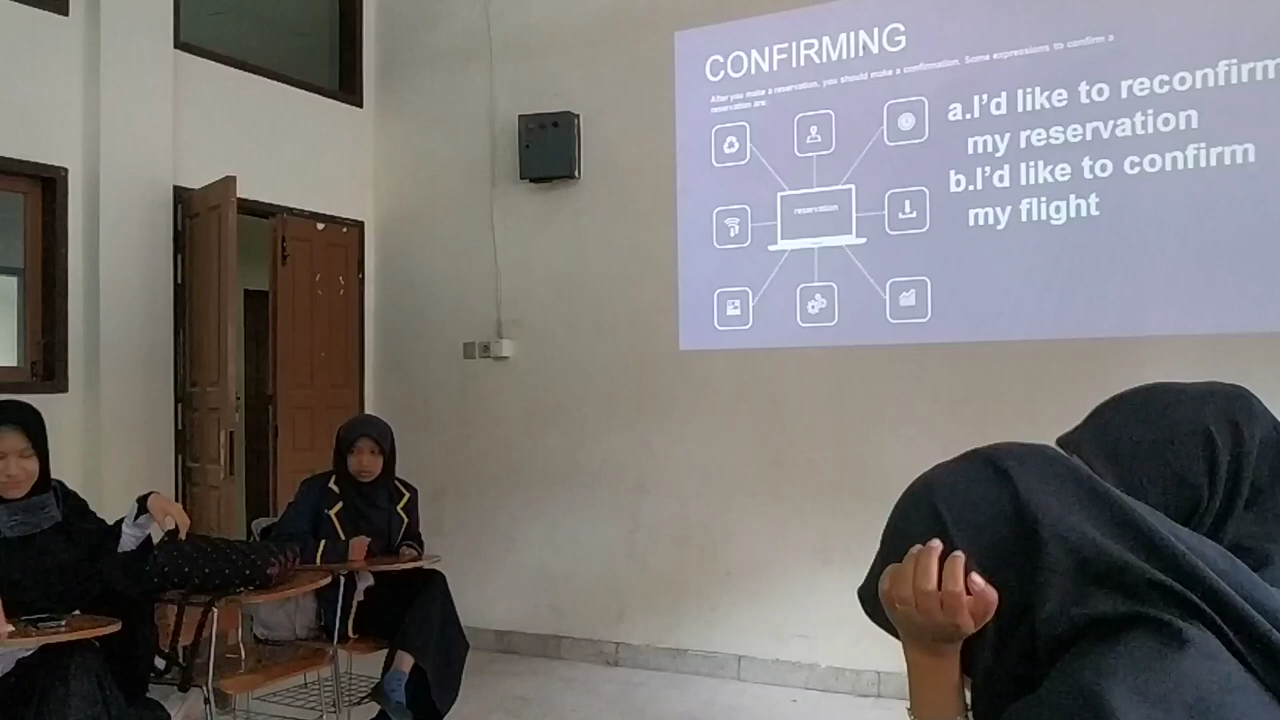 CONFIRMING
After you make a reservation, you should make a confirmation. Some expressions to confirm a
reservation are:
reservation
a.I'd like to reconfirm
my reservation
b.I'd like to confirm
my flight